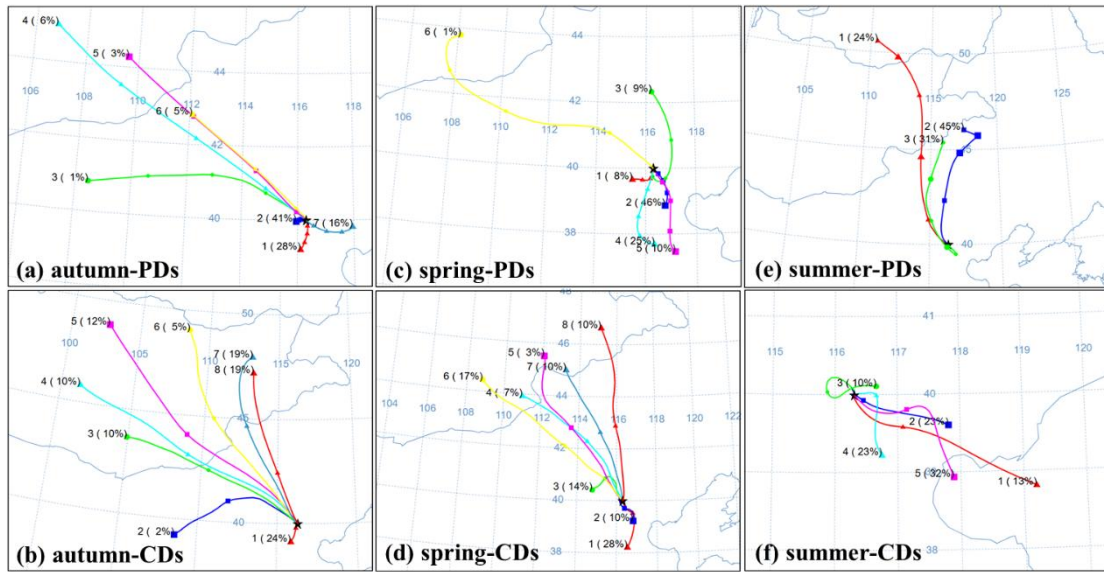 4 ( 6%)
5 ( 3%)
44
106
108
110
112
114
116
118
6 ( 5%)
42
3 ( 1%)
40
2 ( 41%)
7 ( 16%)
1 ( 28%)
(a) autumn-PDs
6 ( 1%)
44
3 ( 9%)
42
108
110
112
114
116
118
40
1 ( 8%)
2 ( 46%)
38
4 ( 25%)
5 ( 10%)
(c) spring-PDs
1 ( 24%)
50
105
110
115
120
125
2 ( 45%)
3 ( 31%)
45
40
(e) summer-PDs
5 ( 12%)
6 ( 5%)
50
100
105
110
115
120
7 ( 19%)
8 ( 19%)
4 ( 10%)
45
3 ( 10%)
40
2 ( 2%)
1 ( 24%)
(b) autumn-CDs
48
8 ( 10%)
46
5 ( 3%)
7 ( 10%)
6 ( 17%)
4 ( 7%)
44
110
112
114
116
118
120
122
42
3 ( 14%)
40
2 ( 10%)
1 ( 28%)
38
(d) spring-CDs
41
115
116
117
118
119
120
3 ( 10%)
40
2 ( 23%)
4 ( 23%)
5 ( 32%)
1 ( 13%)
38
(f) summer-CDs